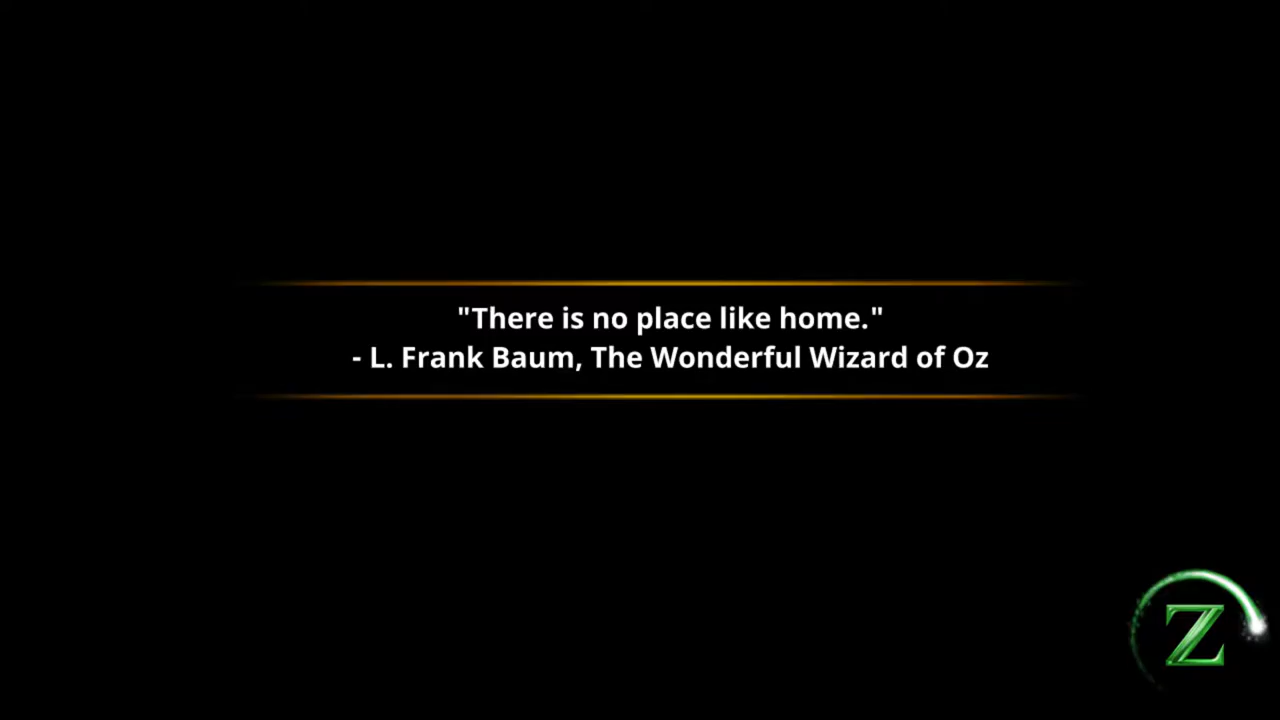 "There is no place like home."
- L. Frank Baum, The Wonderful Wizard of Oz
Z